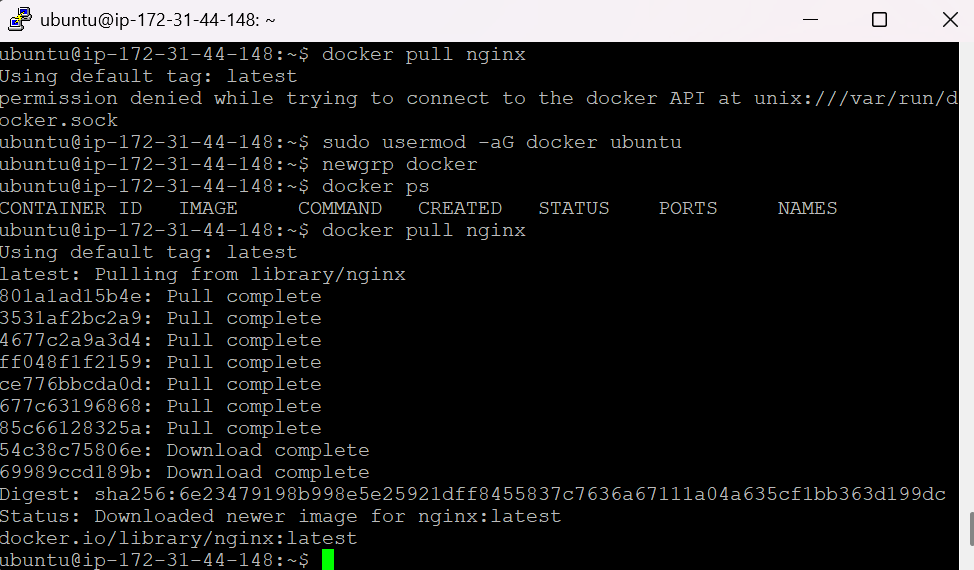 ubuntu@ip-172-31-44-148: ~
ubuntu@ip-172-31-44-148:~$ docker pull nginx
Using default tag: latest
permission denied while trying to connect to the docker API at unix:///var/run/d
ocker.sock
ubuntu@ip-172-31-44-148:~$ sudo usermod -aG docker ubuntu
ubuntu@ip-172-31-44-148:~$ newgrp docker
ubuntu@ip-172-31-44-148:~$ docker ps
CONTAINER ID   IMAGE     COMMAND   CREATED   STATUS    PORTS     NAMES
ubuntu@ip-172-31-44-148:~$ docker pull nginx
Using default tag: latest
latest: Pulling from library/nginx
801a1ad15b4e: Pull complete
3531af2bc2a9: Pull complete
4677c2a9a3d4: Pull complete
ff048f1f2159: Pull complete
ce776bbcda0d: Pull complete
677c63196868: Pull complete
85c66128325a: Pull complete
54c38c75806e: Download complete
69989ccd189b: Download complete
Digest: sha256:6e23479198b998e5e25921dff8455837c7636a67111a04a635cf1bb363d199dc
Status: Downloaded newer image for nginx:latest
docker.io/library/nginx:latest
ubuntu@ip-172-31-44-148:~$